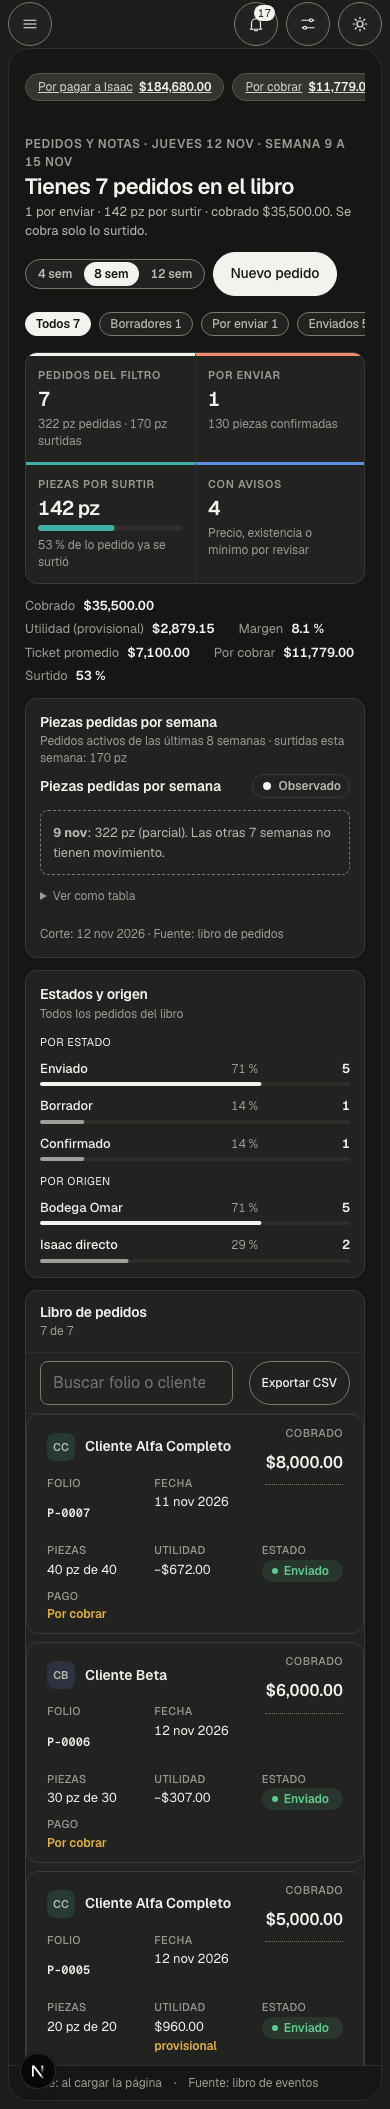 17
Por pagar a Isaac $184,680.00 Por cobrar $11,779.0
PEDIDOS Y NOTAS · JUEVES 12 NOV · SEMANA 9 A
15 NOV
Tienes 7 pedidos en el libro
1 por enviar · 142 pz por surtir · cobrado $35,500.00. Se
cobra solo lo surtido.
4 sem 8 sem 12 sem Nuevo pedido
Todos 7 Borradores 1 Por enviar 1 Enviados 5
PEDIDOS DEL FILTRO
7
322 pz pedidas · 170 pz
surtidas
POR ENVIAR
1
130 piezas confirmadas
PIEZAS POR SURTIR
142 pz
53 % de lo pedido ya se
surtió
CON AVISOS
4
Precio, existencia o
mínimo por revisar
Cobrado $35,500.00
Utilidad (provisional) $2,879.15 Margen 8.1 %
Ticket promedio $7,100.00 Por cobrar $11,779.00
Surtido 53 %
Piezas pedidas por semana
Pedidos activos de las últimas 8 semanas · surtidas esta
semana: 170 pz
Piezas pedidas por semana Observado
9 nov: 322 pz (parcial). Las otras 7 semanas no
tienen movimiento.
Ver como tabla
Corte: 12 nov 2026 · Fuente: libro de pedidos
Estados y origen
Todos los pedidos del libro
POR ESTADO
Enviado 71 % 5
Borrador 14 % 1
Confirmado 14 % 1
POR ORIGEN
Bodega Omar 71 % 5
Isaac directo 29 % 2
Libro de pedidos
7 de 7
Buscar folio o cliente Exportar CSV
CC Cliente Alfa Completo
COBRADO
$8,000.00
FOLIO
P-0007
FECHA
11 nov 2026
PIEZAS
40 pz de 40
UTILIDAD
−$672.00
ESTADO
Enviado
PAGO
Por cobrar
CB Cliente Beta
COBRADO
$6,000.00
FOLIO
P-0006
FECHA
12 nov 2026
PIEZAS
30 pz de 30
UTILIDAD
−$307.00
ESTADO
Enviado
PAGO
Por cobrar
CC Cliente Alfa Completo
COBRADO
$5,000.00
FOLIO
P-0005
FECHA
12 nov 2026
PIEZAS
20 pz de 20
UTILIDAD
$960.00
provisional
ESTADO
Enviado
N
al cargar la página · Fuente: libro de eventos